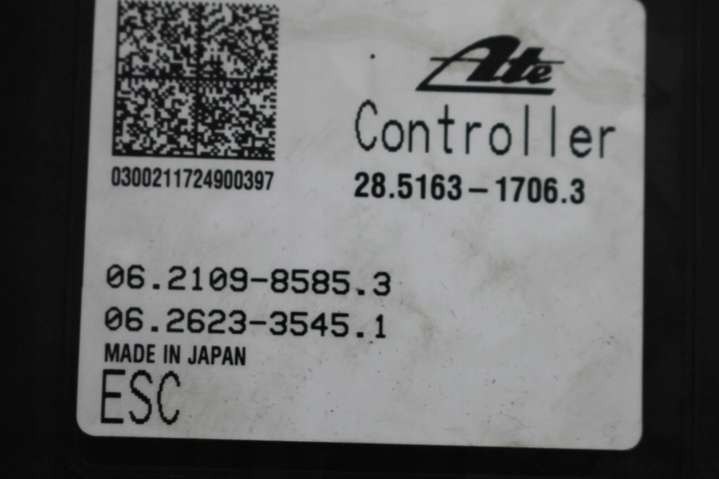 Ate
Controller
0300211724900397
28.5163-1706.3
06.2109-8585.3
06.2623-3545.1
MADE IN JAPAN
ESC